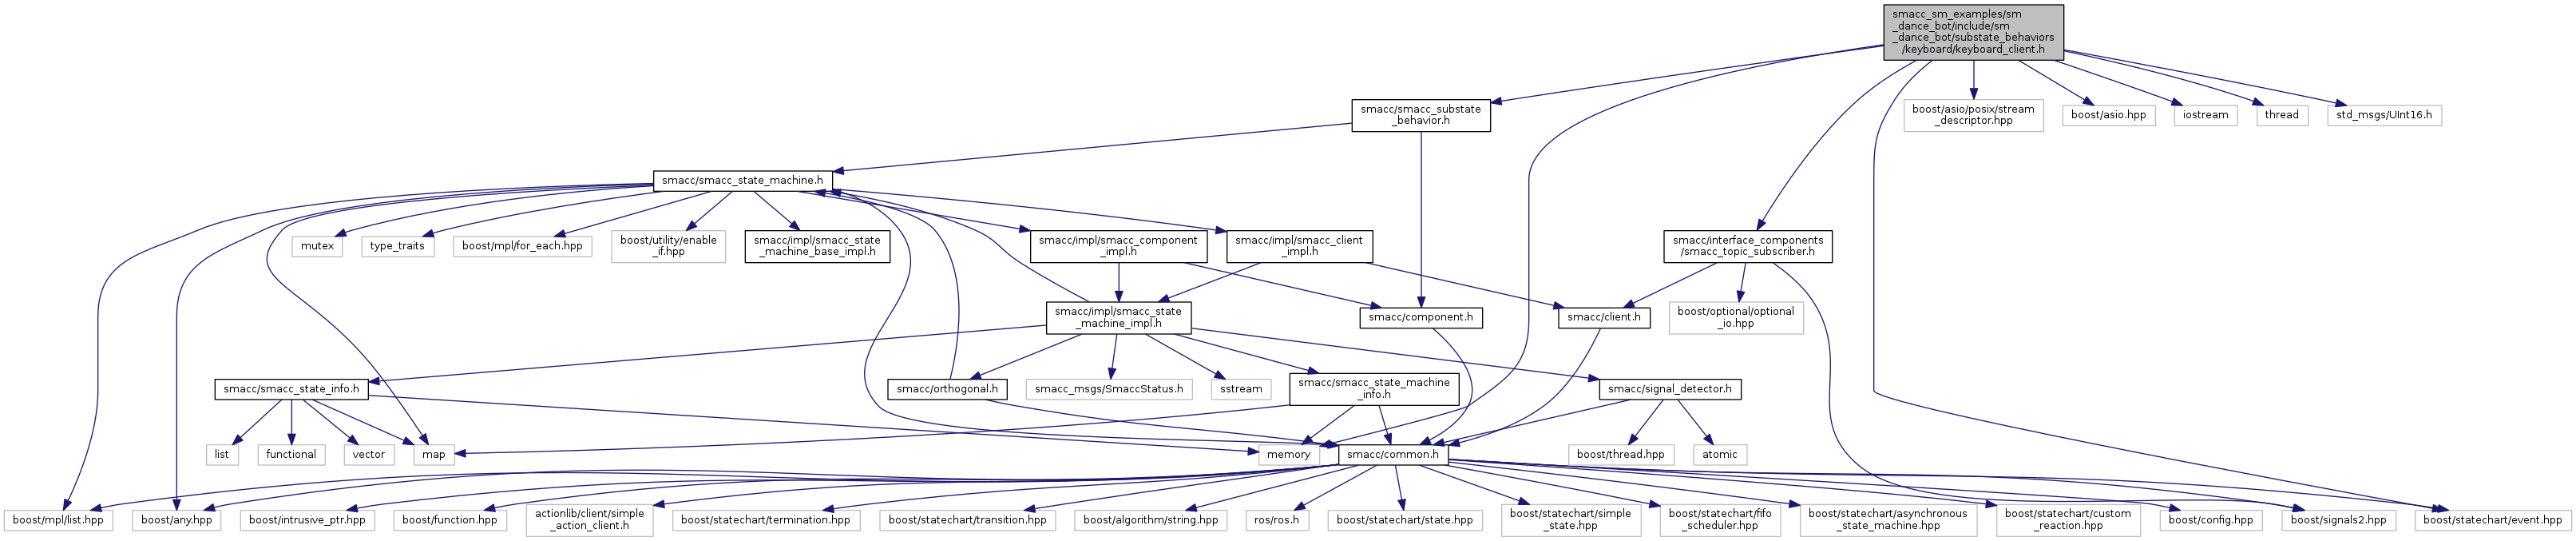 smacc_sm_examples/sm
_dance_bot/include/sm
_dance_bot/substate_behaviors
/keyboard/keyboard_client.h
smacc/smacc_substate
_behavior.h
boost/asio/posix/stream
_descriptor.hpp
boost/asio.hpp
iostream
thread
std_msgs/UInt16.h
smacc/smacc_state_machine.h
mutex
type_traits
boost/mpl/for_each.hpp
boost/utility/enable
_if.hpp
smacc/impl/smacc_state
_machine_base_impl.h
smacc/impl/smacc_component
_impl.h
smacc/impl/smacc_client
_impl.h
smacc/interface_components
/smacc_topic_subscriber.h
smacc/impl/smacc_state
_machine_impl.h
smacc/component.h
smacc/client.h
boost/optional/optional
_io.hpp
smacc/smacc_state_info.h
smacc/orthogonal.h
smacc_msgs/SmaccStatus.h
sstream
smacc/smacc_state_machine
_info.h
smacc/signal_detector.h
list
functional
vector
map
memory
smacc/common.h
boost/thread.hpp
atomic
boost/mpl/list.hpp
boost/any.hpp
boost/intrusive_ptr.hpp
boost/function.hpp
actionlib/client/simple
_action_client.h
boost/statechart/termination.hpp
boost/statechart/transition.hpp
boost/algorithm/string.hpp
ros/ros.h
boost/statechart/state.hpp
boost/statechart/simple
_state.hpp
boost/statechart/fifo
_scheduler.hpp
boost/statechart/asynchronous
_state_machine.hpp
boost/statechart/custom
_reaction.hpp
boost/config.hpp
boost/signals2.hpp
boost/statechart/event.hpp